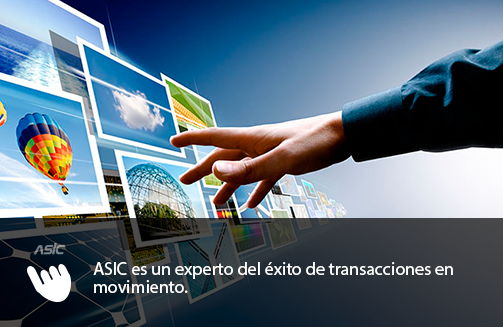 ASIC
ASIC es un experto del éxito de transacciones en
movimiento.